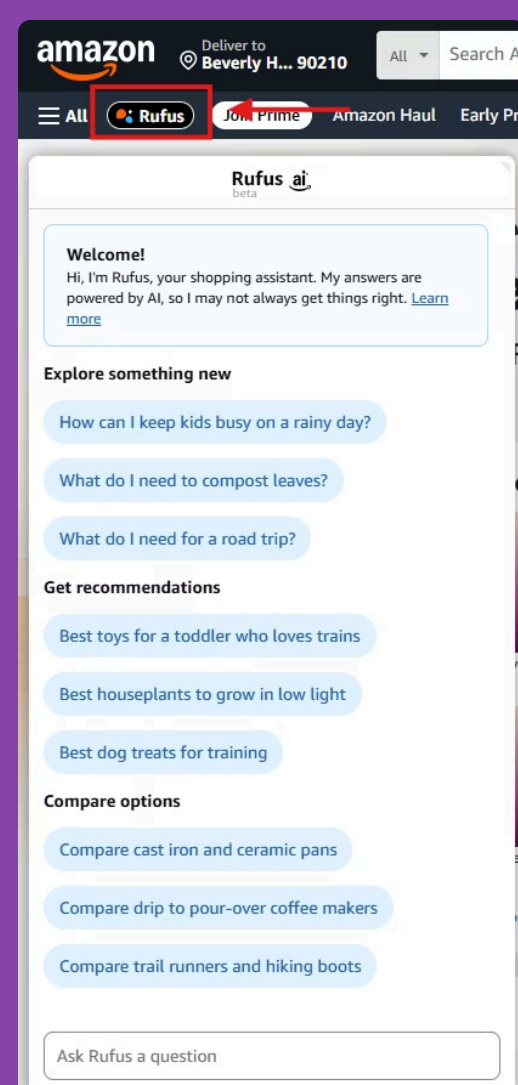 amazon
Deliver to
Beverly H... 90210
All
Search A
All
Rufus
Join Prime
Amazon Haul
Early Pr
Rufus ai
beta
Welcome!
Hi, I'm Rufus, your shopping assistant. My answers are
powered by AI, so I may not always get things right. Learn
more
Explore something new
How can I keep kids busy on a rainy day?
What do I need to compost leaves?
What do I need for a road trip?
Get recommendations
Best toys for a toddler who loves trains
Best houseplants to grow in low light
Best dog treats for training
Compare options
Compare cast iron and ceramic pans
Compare drip to pour-over coffee makers
Compare trail runners and hiking boots
Ask Rufus a question